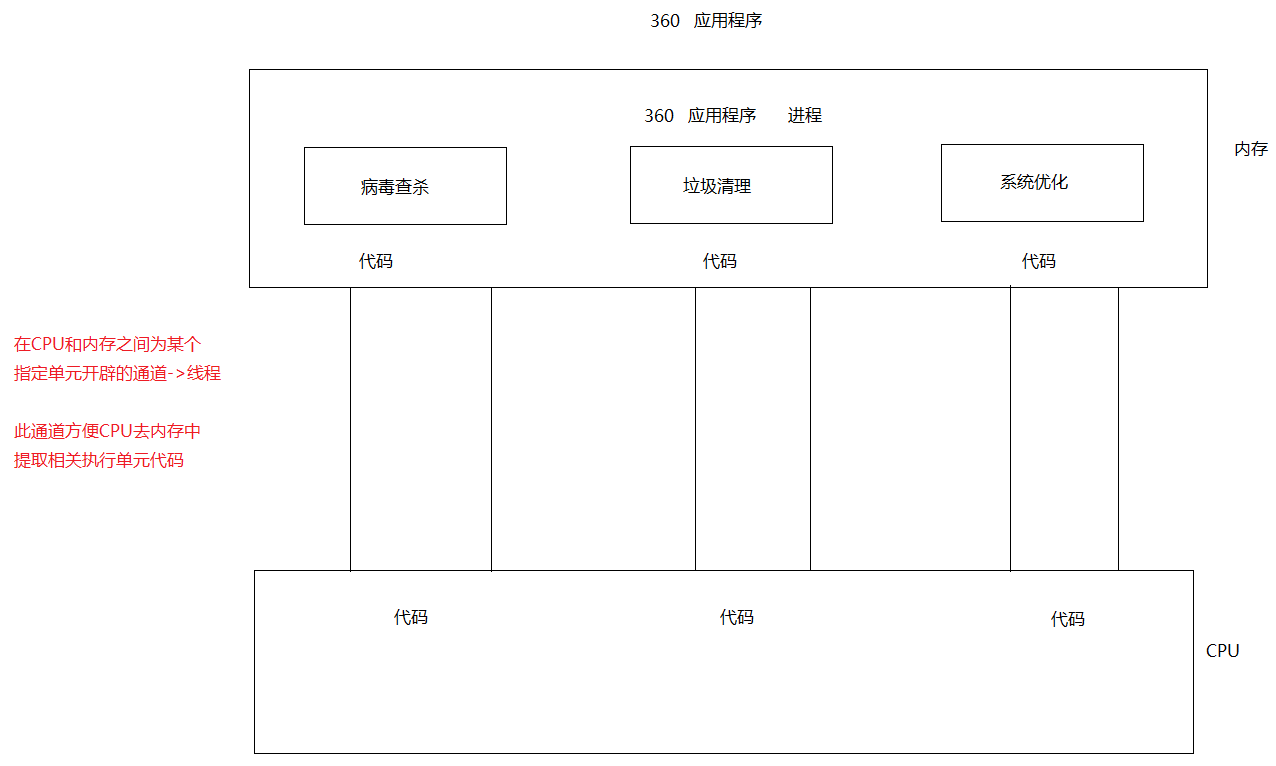 360 应用程序
360 应用程序 进程
内存
病毒查杀
垃圾清理
系统优化
代码
代码
代码
在CPU和内存之间为某个
指定单元开辟的通道->线程
此通道方便CPU去内存中
提取相关执行单元代码
代码
代码
代码
CPU